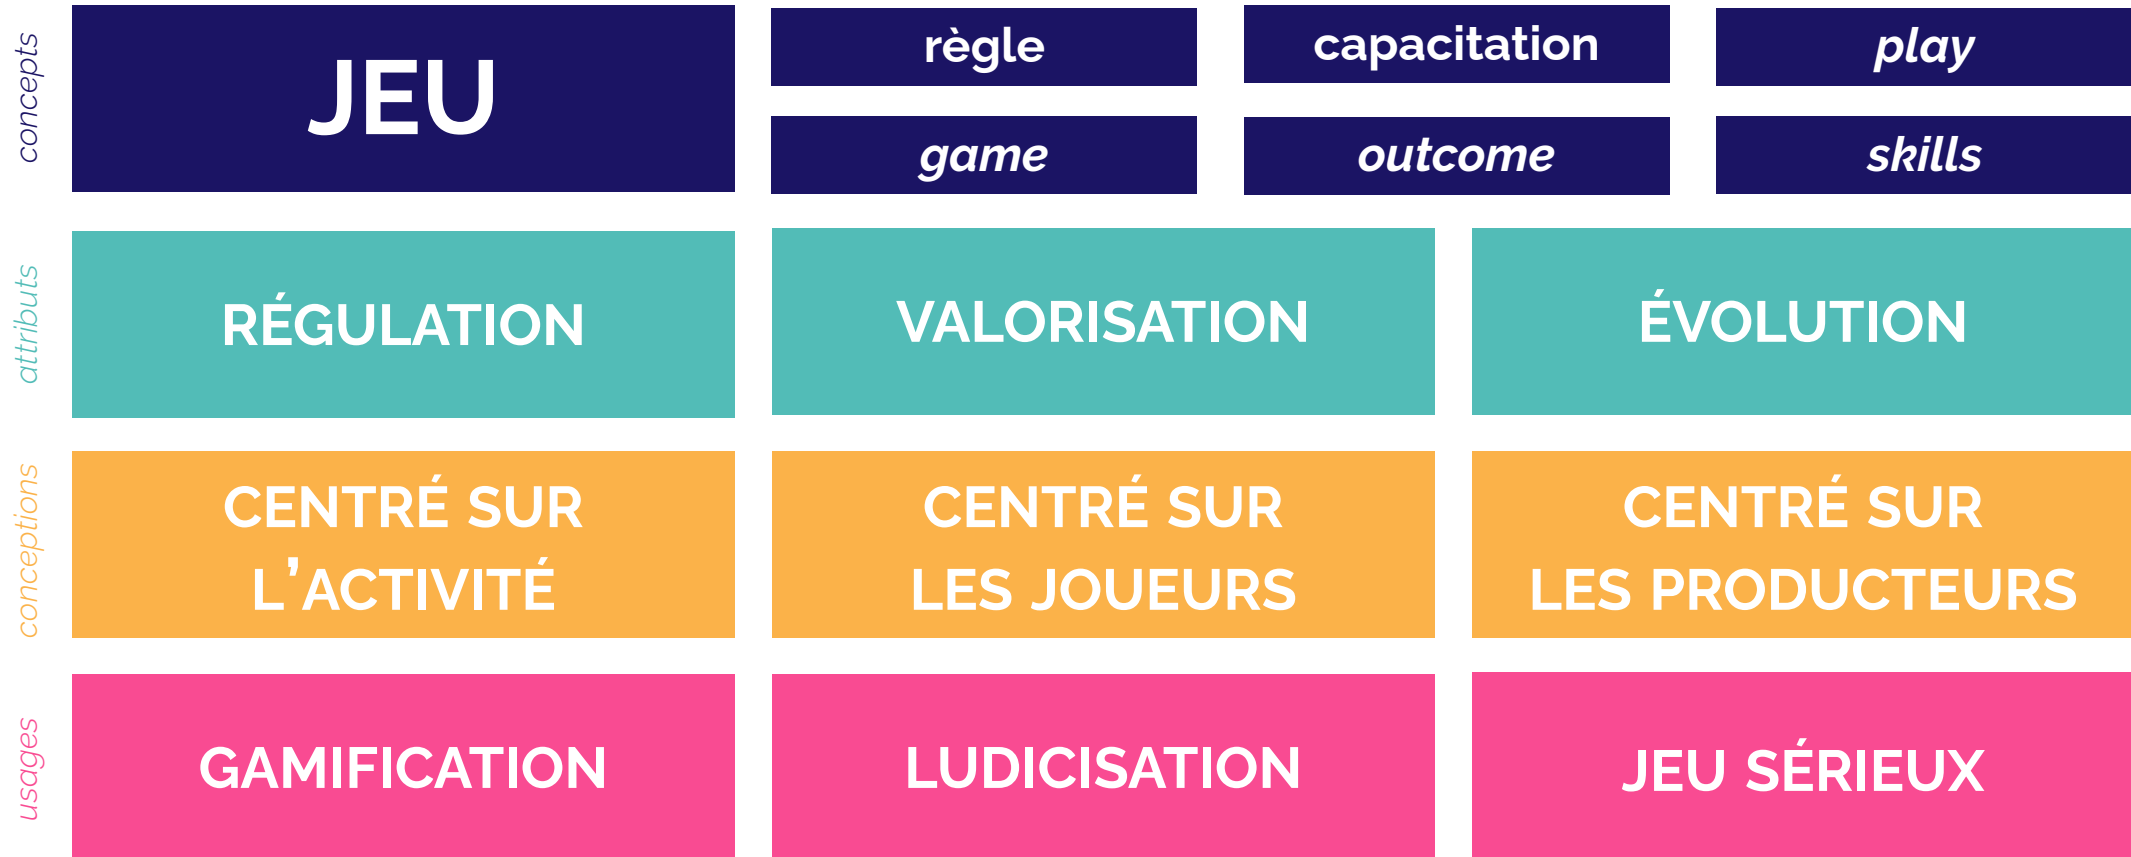 concepts
JEU
règle
capacitation
play
game
outcome
skills
attributs
RÉGULATION
VALORISATION
ÉVOLUTION
conceptions
CENTRÉ SUR
L'ACTIVITÉ
CENTRÉ SUR
LES JOUEURS
CENTRÉ SUR
LES PRODUCTEURS
usages
GAMIFICATION
LUDICISATION
JEU SÉRIEUX